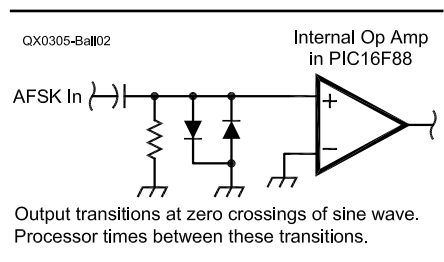 QX0305-Ball02
Internal Op Amp
in PIC16F88
AFSK In
+
−
Output transitions at zero crossings of sine wave.
Processor times between these transitions.